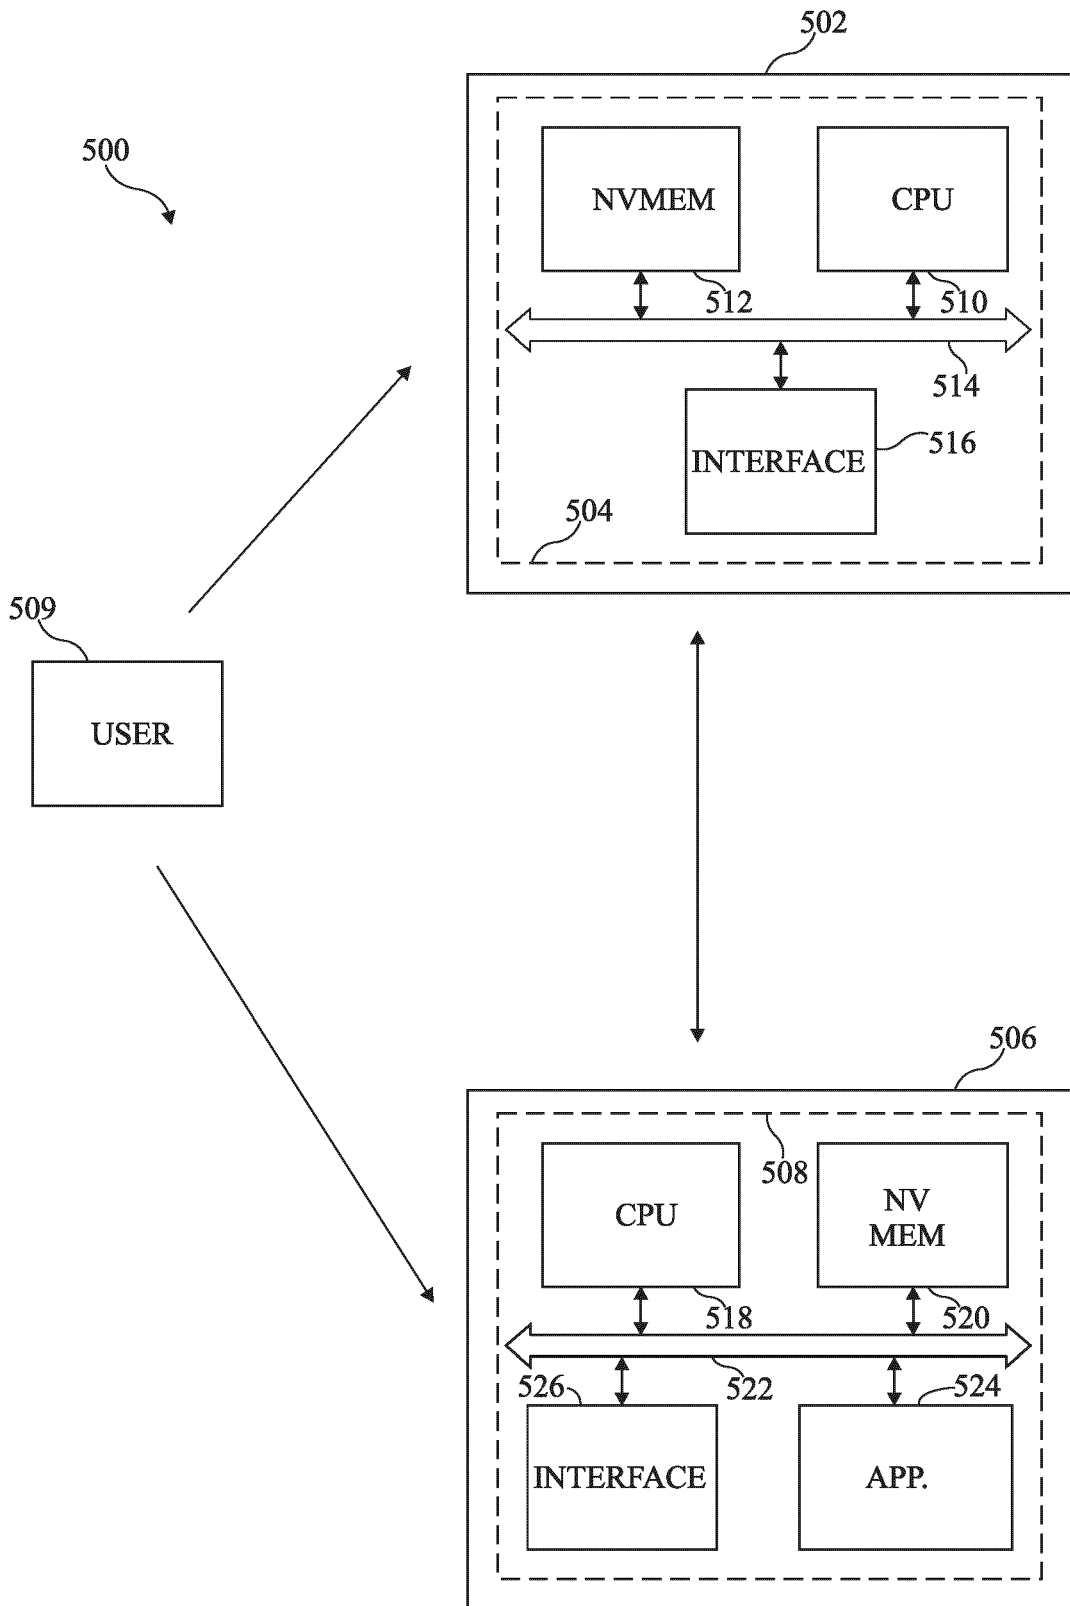 502
500
NVMEM
CPU
512
510
514
INTERFACE
516
504
509
USER
506
508
CPU
NV
MEM
518
520
526
522
524
INTERFACE
APP.